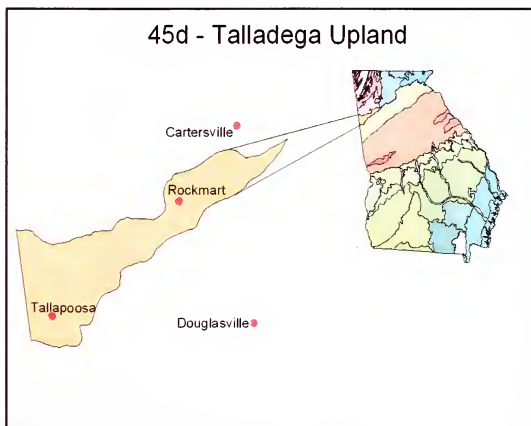 45d - Talladega Upland
Cartersville
Rockmart
Tallapoosa
Douglasville